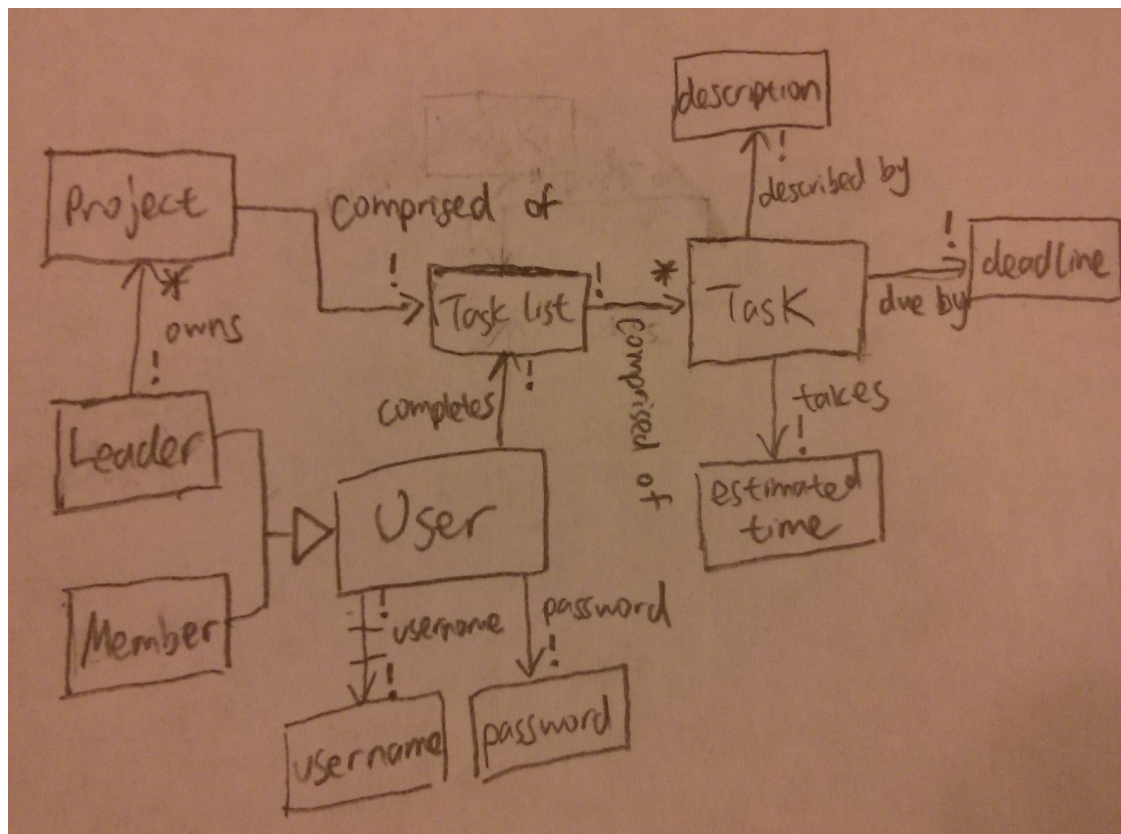 description
!
described by
Project
comprised of
!
deadline
due by
*
owns
!
!
Task list
!
*
Task
comprised of
!
completes
takes
!
estimated
time
Leader
User
Member
!
username
!
password
!
username
password